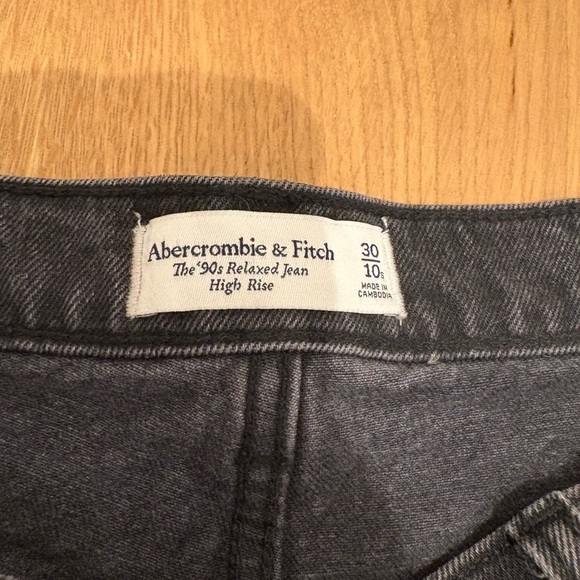 Abercrombie & Fitch
The '90s Relaxed Jean
High Rise
30
10s
MADE IN
CAMBODIA